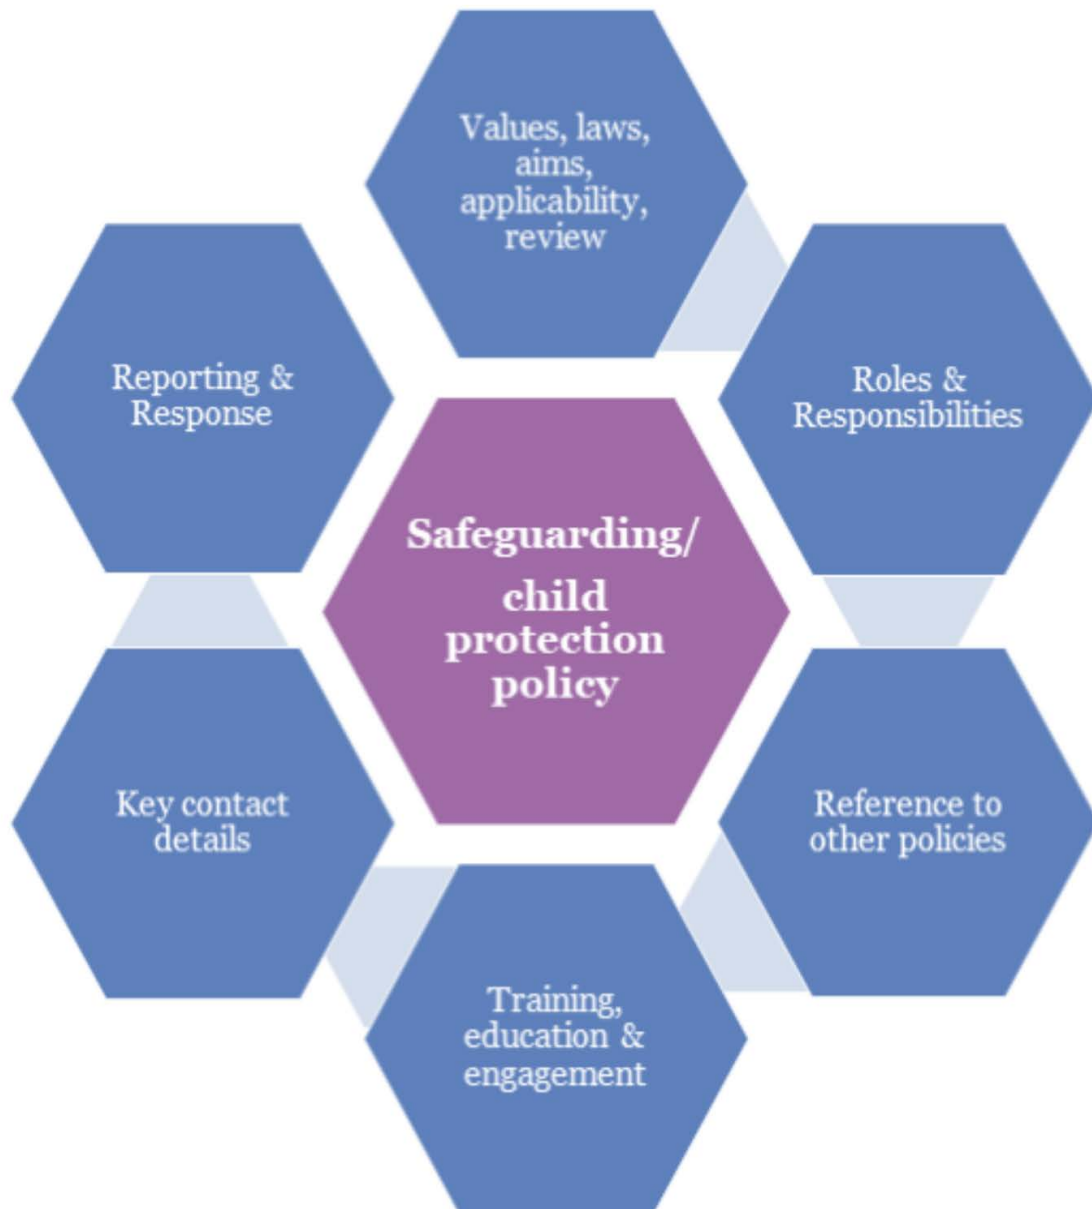 Values, laws,
aims,
applicability,
review
Roles &
Responsibilities
Reference to
other policies
Training,
education &
engagement
Key contact
details
Reporting &
Response
Safeguarding/
child
protection
policy